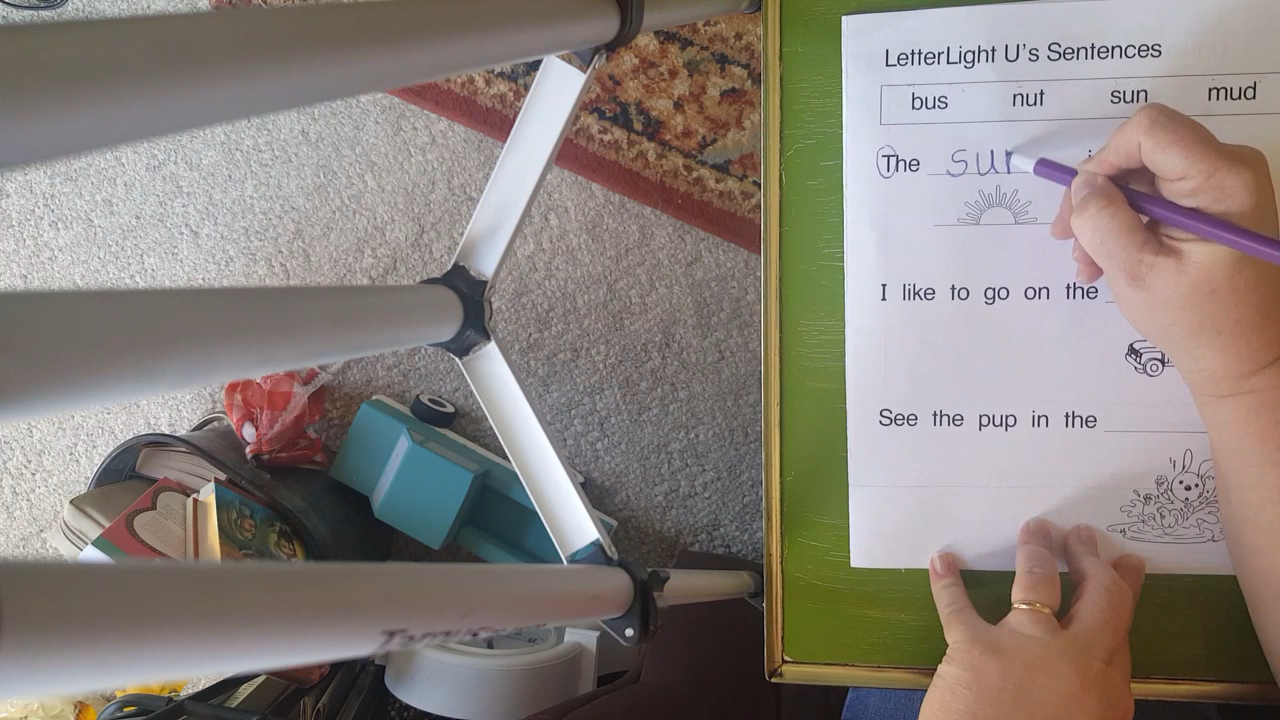 LetterLight U's Sentences
bus nut sun mud
The sun
I like to go on the
See the pup in the